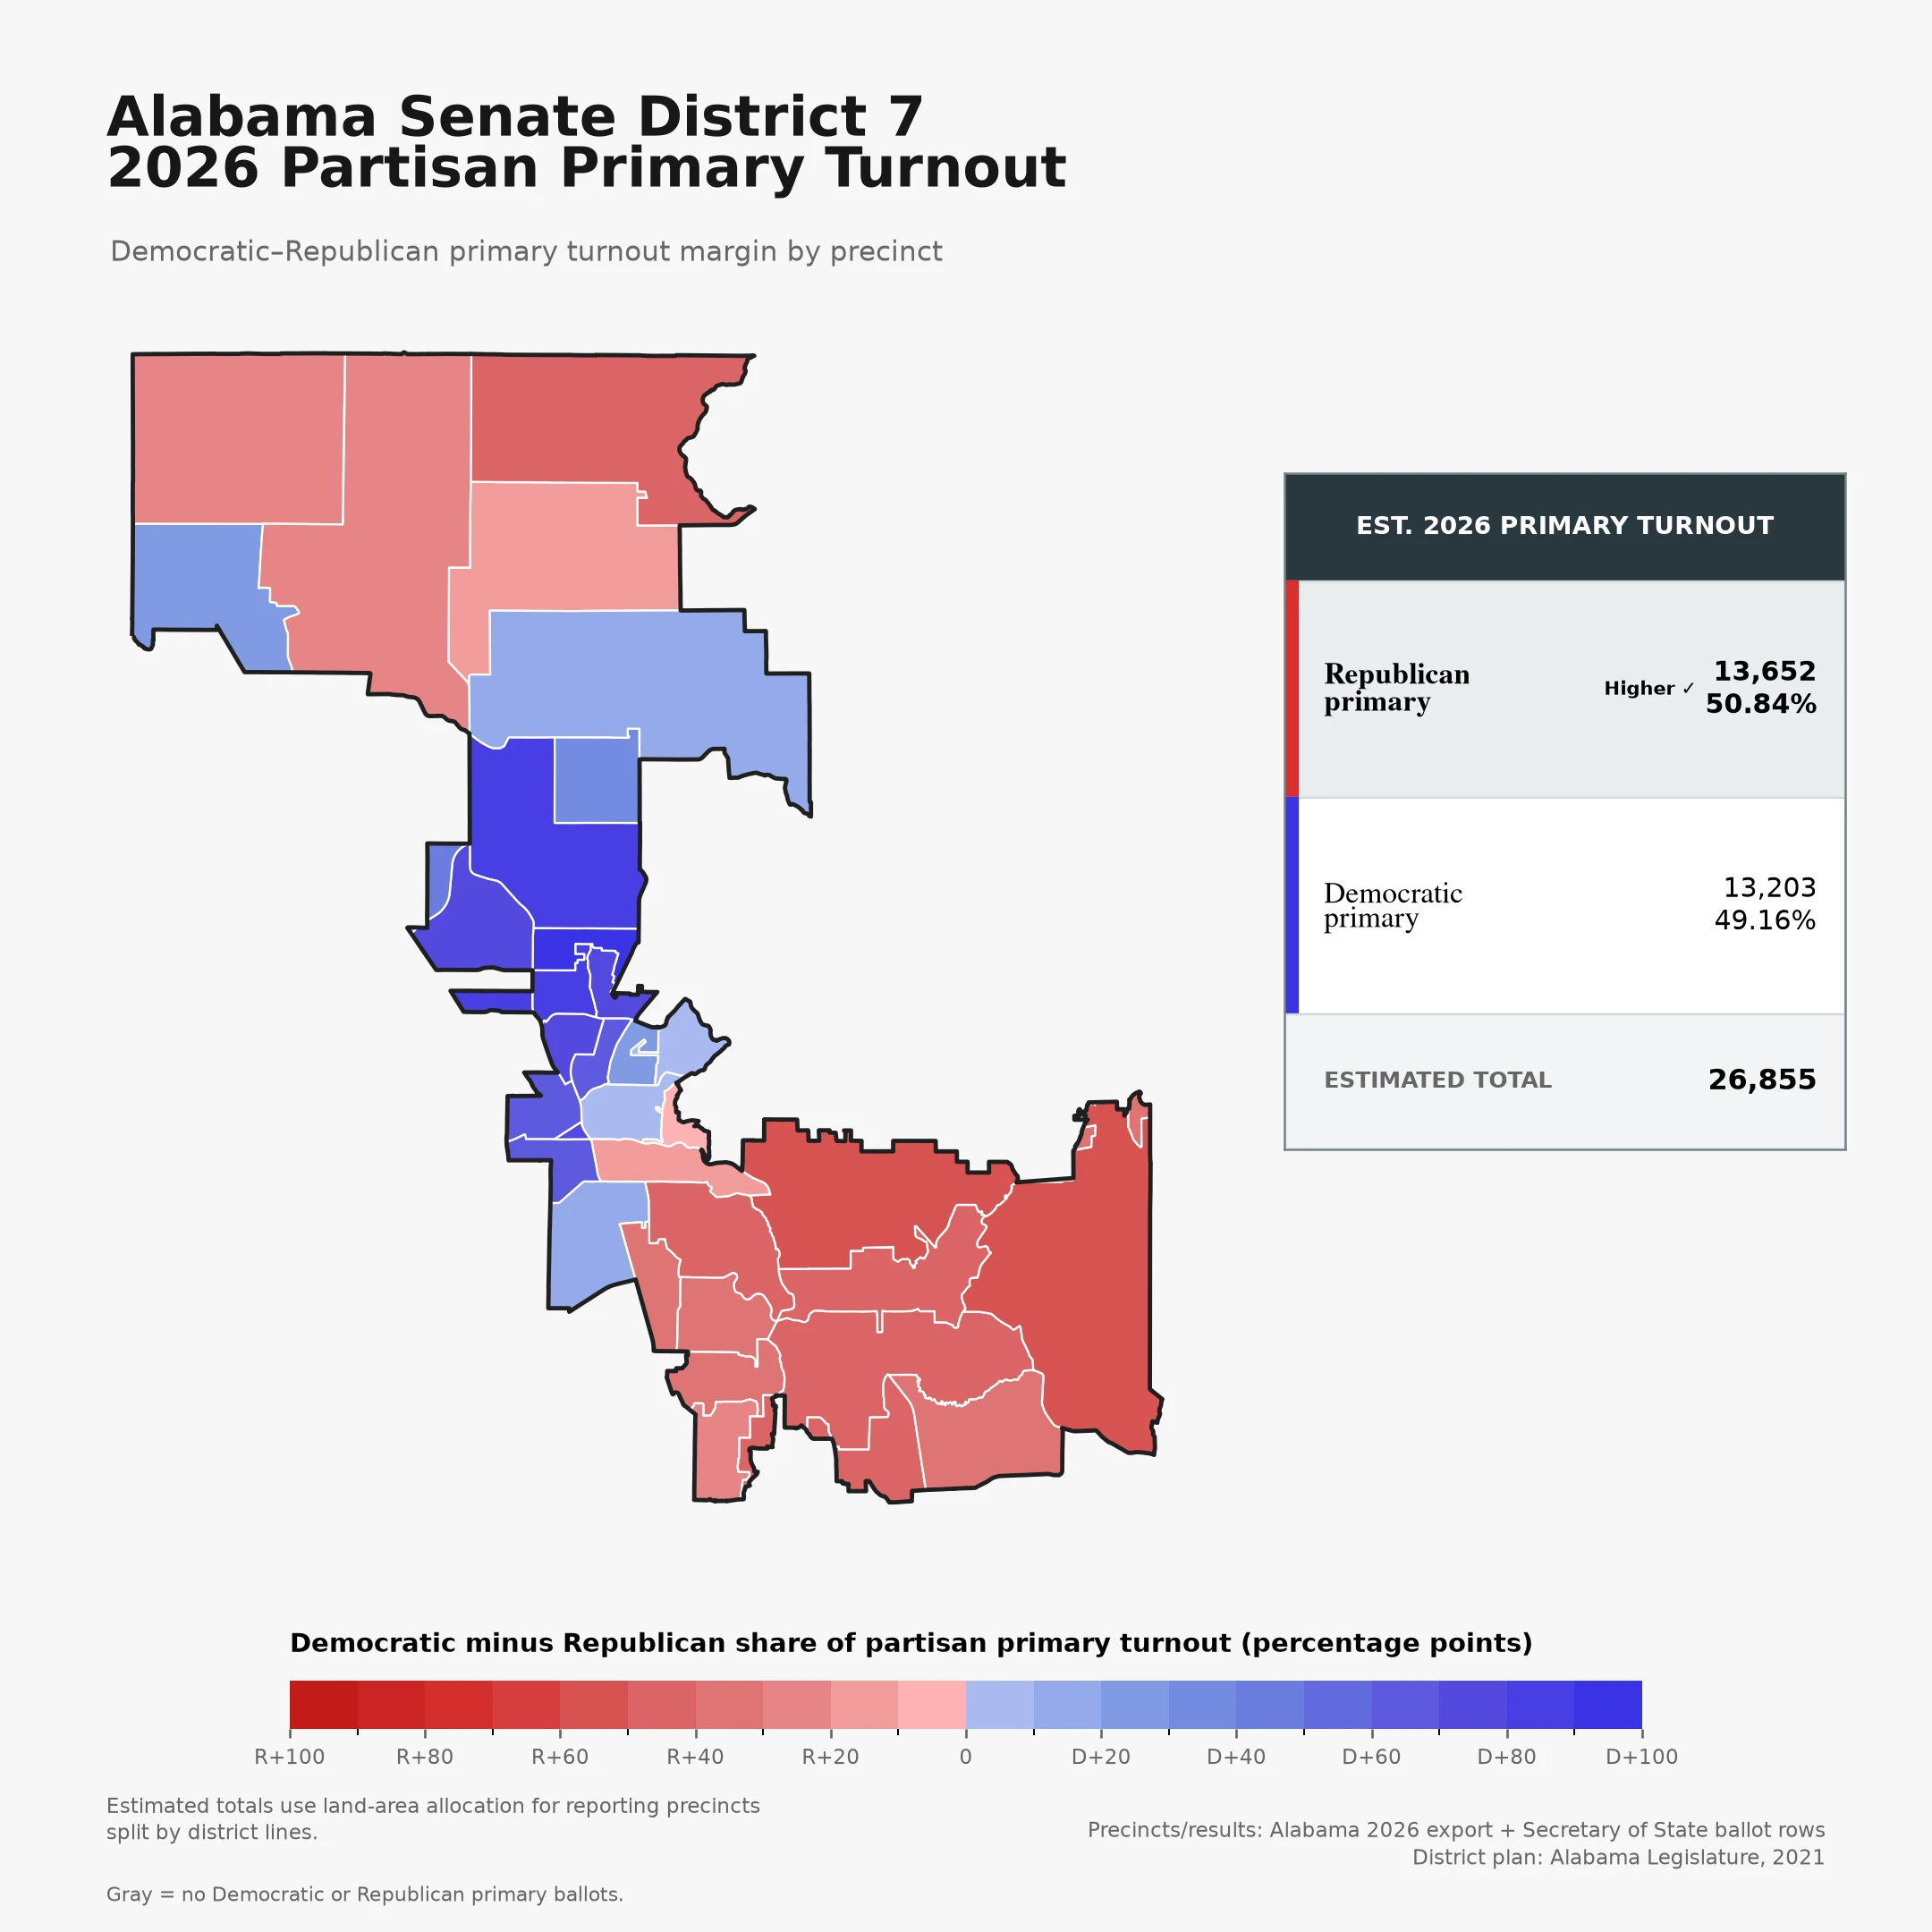 Alabama Senate District 7
2026 Partisan Primary Turnout
Democratic–Republican primary turnout margin by precinct
EST. 2026 PRIMARY TURNOUT
Republican
primary
Higher ✓
13,652
50.84%
Democratic
primary
13,203
49.16%
ESTIMATED TOTAL
26,855
Democratic minus Republican share of partisan primary turnout (percentage points)
R+100 R+80 R+60 R+40 R+20 0 D+20 D+40 D+60 D+80 D+100
Estimated totals use land-area allocation for reporting precincts
split by district lines.
Precincts/results: Alabama 2026 export + Secretary of State ballot rows
District plan: Alabama Legislature, 2021
Gray = no Democratic or Republican primary ballots.